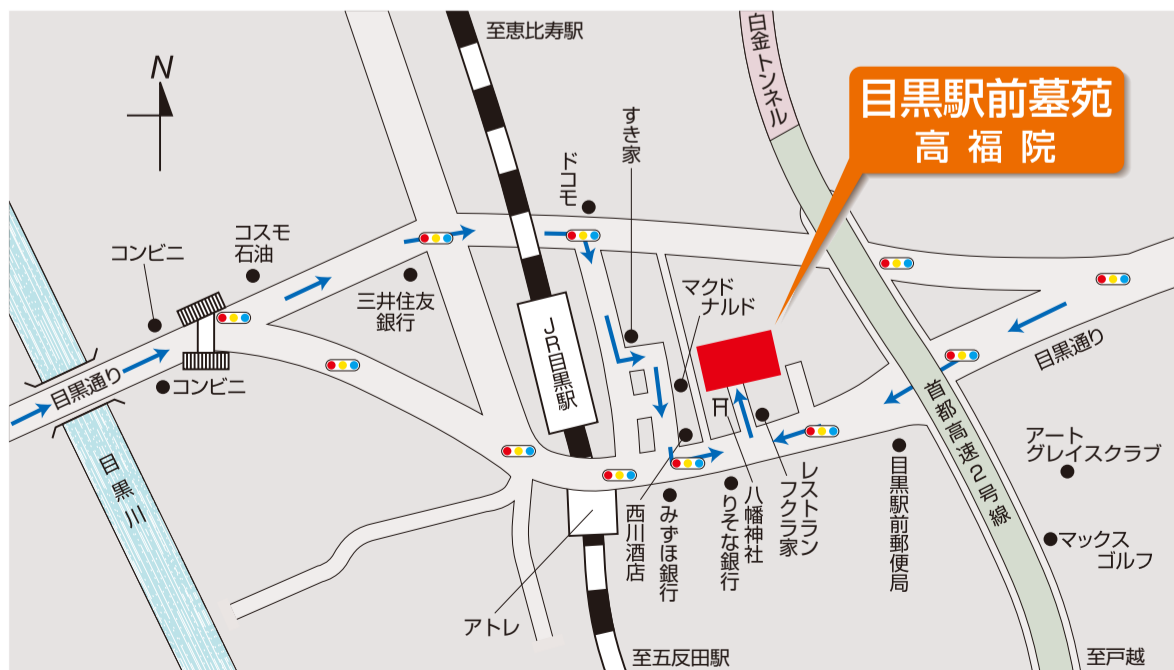 至恵比寿駅
N
白金トンネル
目黒駅前墓苑
高福院
すき家
ドコモ
コンビニ
コスモ
石油
三井住友
銀行
マクド
ナルド
JR目黒駅
目黒通り
目黒通り
コンビニ
目黒川
首都高速2号線
アート
グレイスクラブ
マックス
ゴルフ
目黒駅前郵便局
レストラン
フクラ家
八幡神社
りそな銀行
みずほ銀行
西川酒店
アトレ
至五反田駅
至戸越